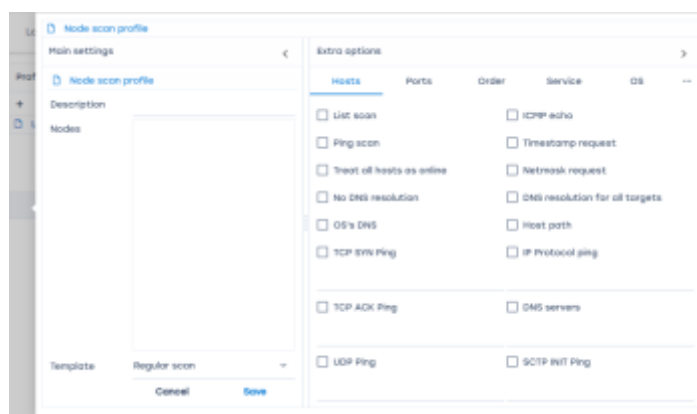 Node scan profile
Main settings
Node scan profile
Description
Nodes
Template Regular scan
Cancel Save
Extra options
Hosts Ports Order Service OS ...
List scan ICMP echo
Ping scan Timestamp request
Treat all hosts as online Netmask request
No DNS resolution DNS resolution for all targets
OS's DNS Host path
TCP SYN Ping IP Protocol ping
TCP ACK Ping DNS servers
UDP Ping SCTP INIT Ping